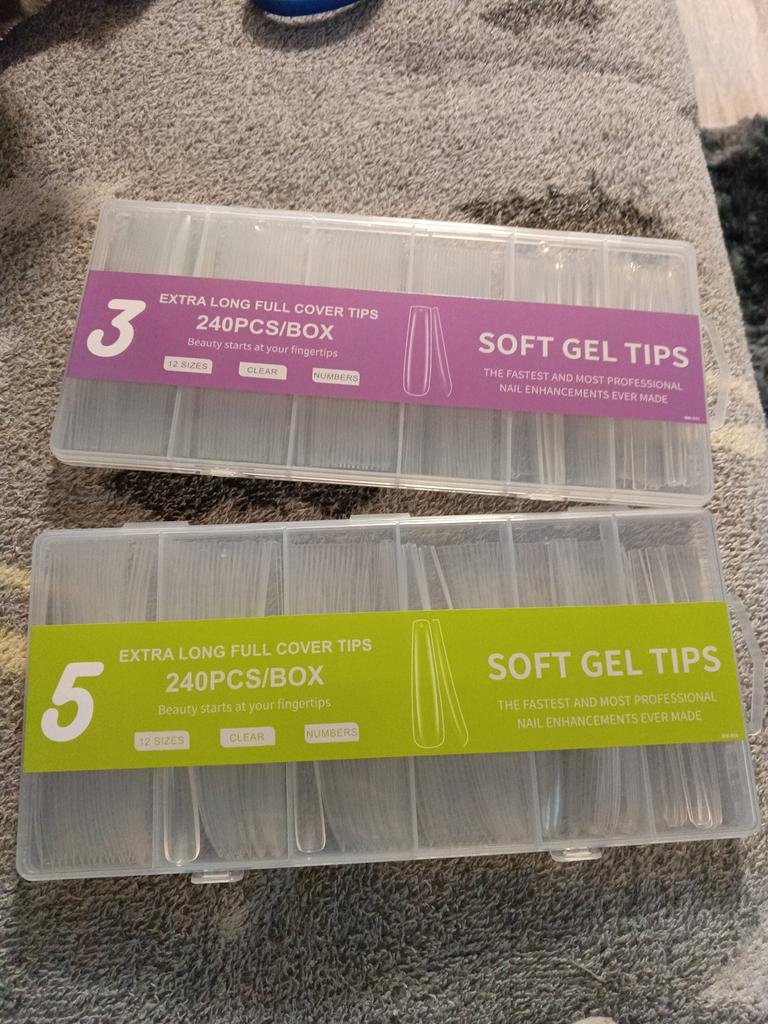 3
EXTRA LONG FULL COVER TIPS
240PCS/BOX
Beauty starts at your fingertips
12 SIZES CLEAR NUMBERS
SOFT GEL TIPS
THE FASTEST AND MOST PROFESSIONAL
NAIL ENHANCEMENTS EVER MADE
5
EXTRA LONG FULL COVER TIPS
240PCS/BOX
Beauty starts at your fingertips
12 SIZES CLEAR NUMBERS
SOFT GEL TIPS
THE FASTEST AND MOST PROFESSIONAL
NAIL ENHANCEMENTS EVER MADE